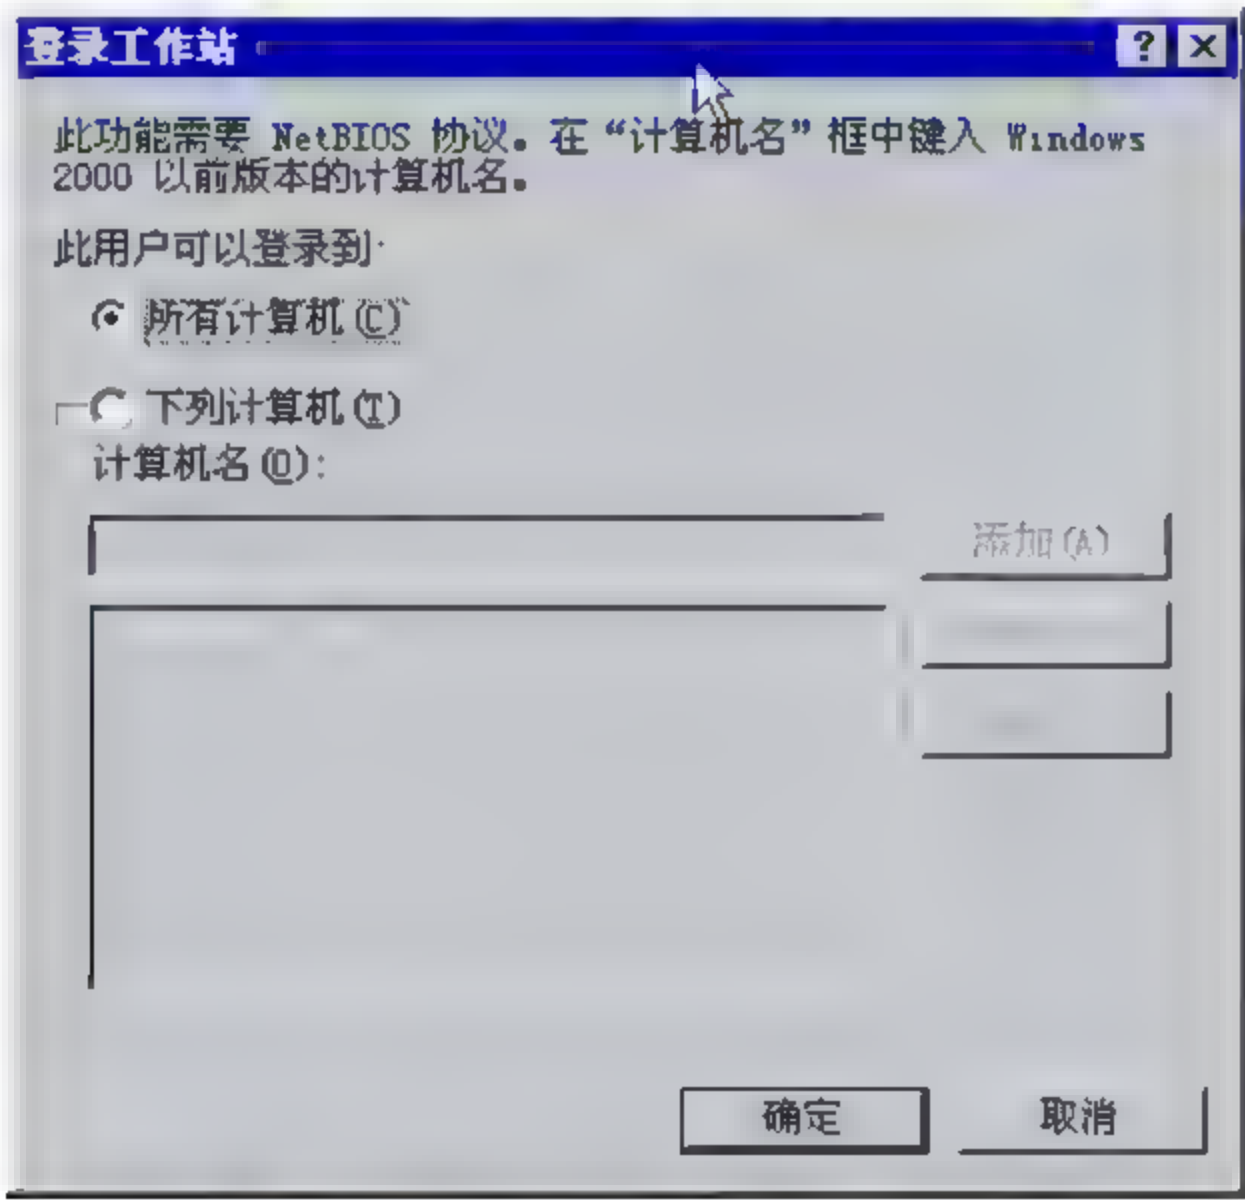 登录工作站
此功能需要 NetBIOS 协议。在“计算机名”框中键入 Windows
2000 以前版本的计算机名。
此用户可以登录到:
所有计算机(C)
下列计算机(T)
计算机名(O):
添加(A)
确定
取消